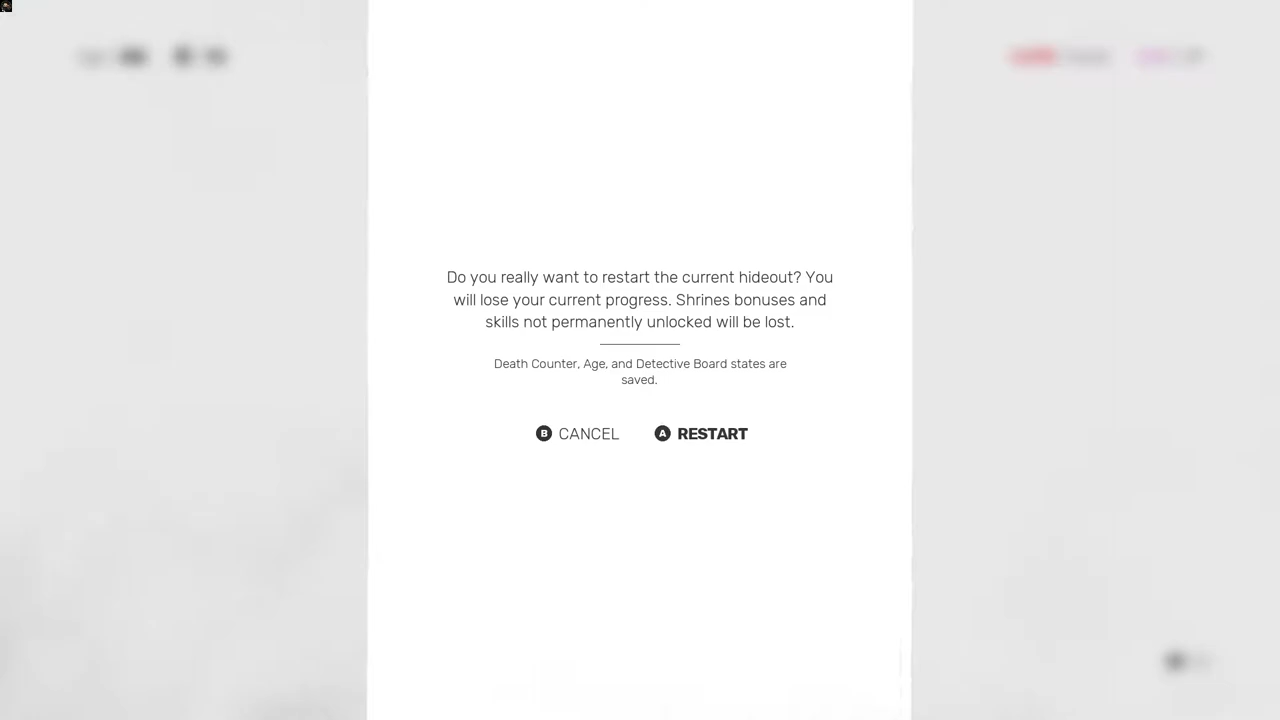 Do you really want to restart the current hideout? You
will lose your current progress. Shrines bonuses and
skills not permanently unlocked will be lost.
Death Counter, Age, and Detective Board states are
saved.
B CANCEL A RESTART